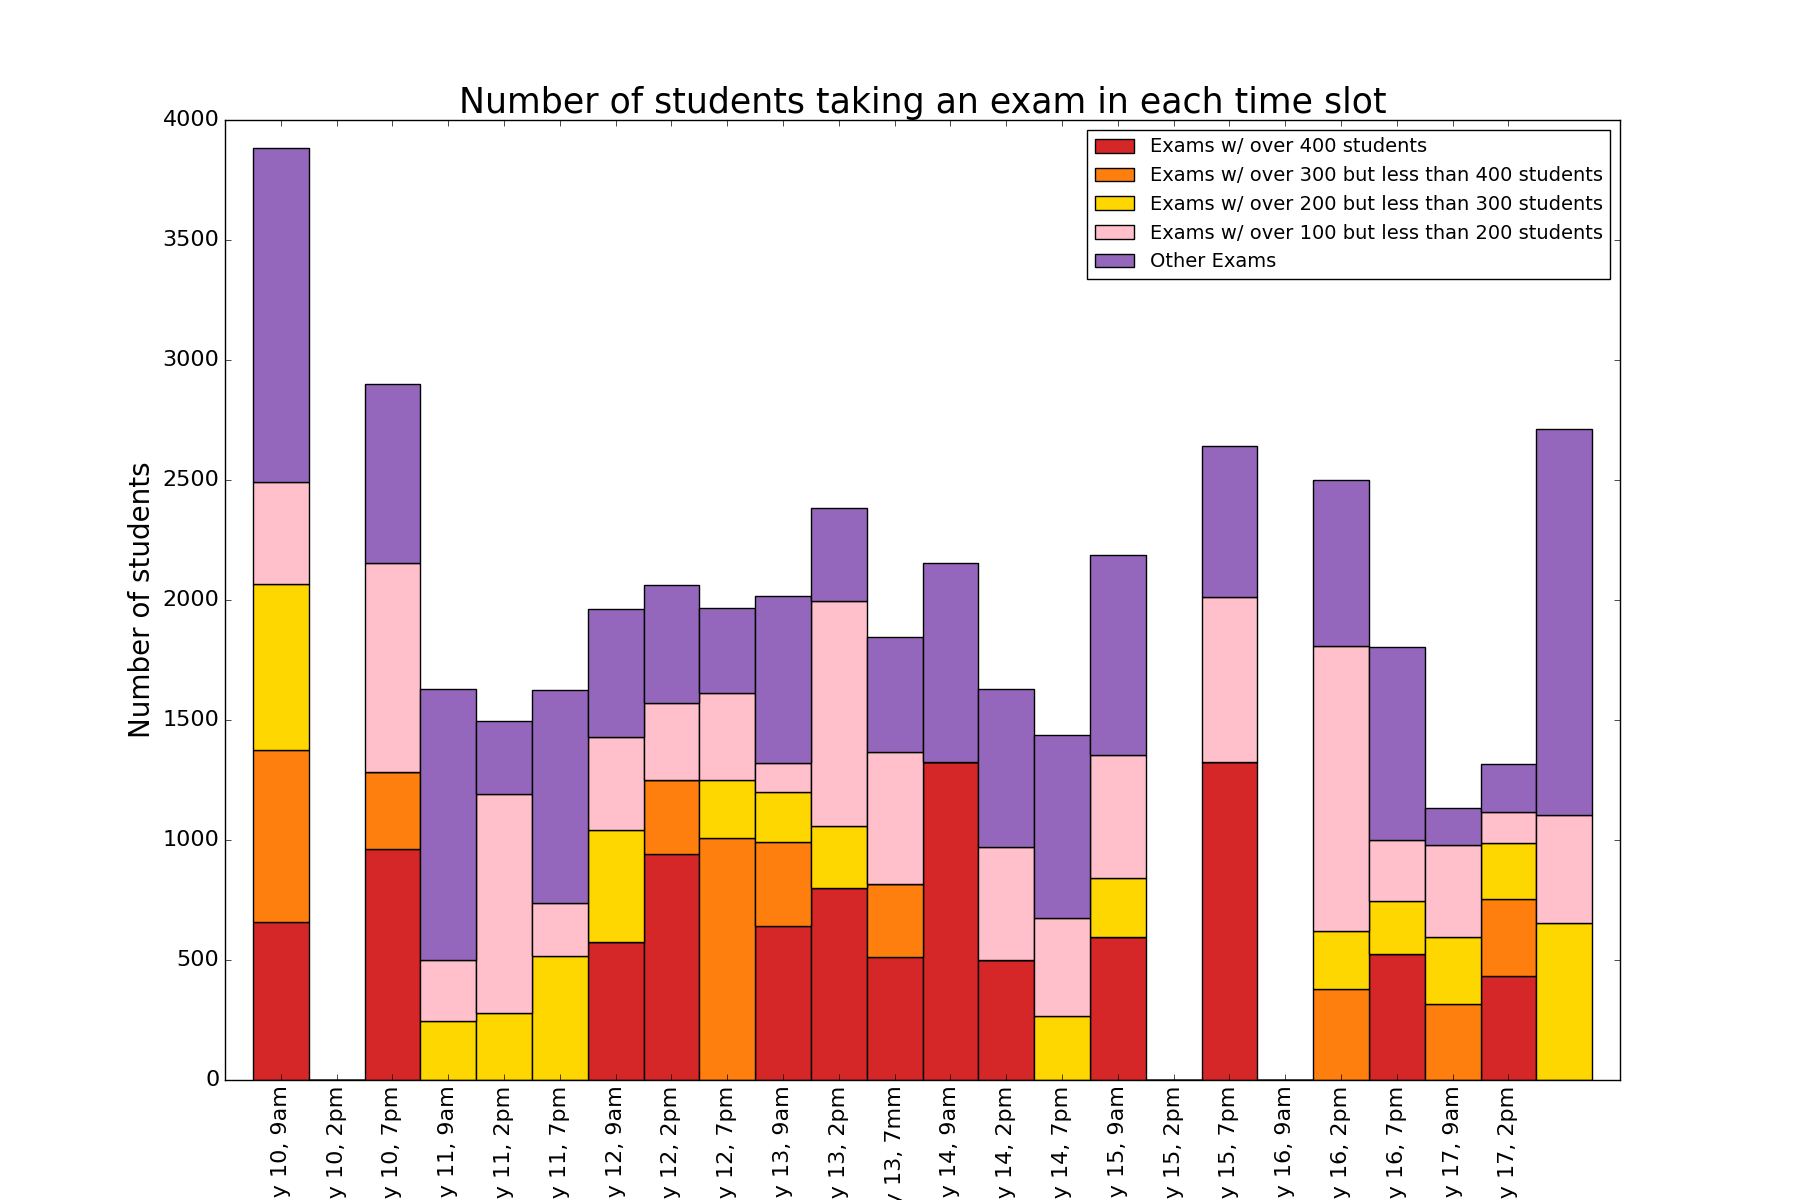 Number of students taking an exam in each time slot
4000
3500
3000
2500
2000
1500
1000
500
0
Number of students
Exams w/ over 400 students
Exams w/ over 300 but less than 400 students
Exams w/ over 200 but less than 300 students
Exams w/ over 100 but less than 200 students
Other Exams
y 10, 9am
y 10, 2pm
y 10, 7pm
y 11, 9am
y 11, 2pm
y 11, 7pm
y 12, 9am
y 12, 2pm
y 12, 7pm
y 13, 9am
y 13, 2pm
y 13, 7mm
y 14, 9am
y 14, 2pm
y 14, 7pm
y 15, 9am
y 15, 2pm
y 15, 7pm
y 16, 9am
y 16, 2pm
y 16, 7pm
y 17, 9am
y 17, 2pm